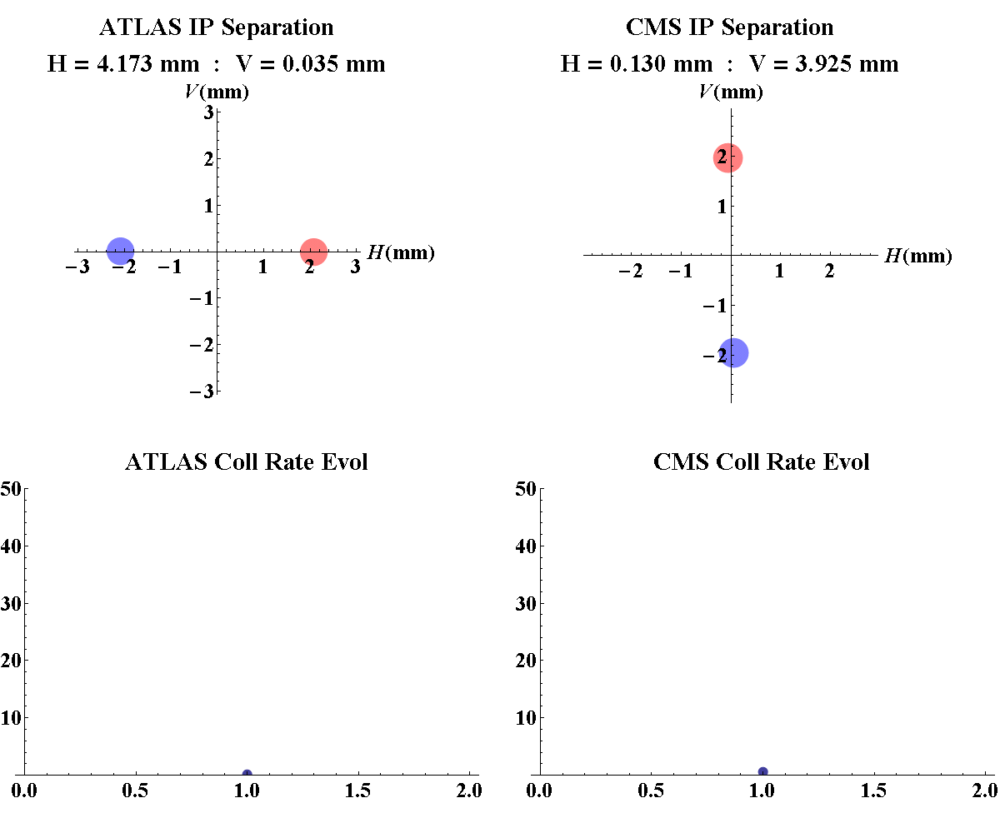 ATLAS IP Separation
H = 4.173 mm : V = 0.035 mm
V(mm)
3
2
1
−3 −2 −1 1 2 3 H(mm)
−1
−2
−3
CMS IP Separation
H = 0.130 mm : V = 3.925 mm
V(mm)
2
1
−2 −1 1 2 H(mm)
−1
−2
ATLAS Coll Rate Evol
50
40
30
20
10
0.0 0.5 1.0 1.5 2.0
CMS Coll Rate Evol
50
40
30
20
10
0.0 0.5 1.0 1.5 2.0